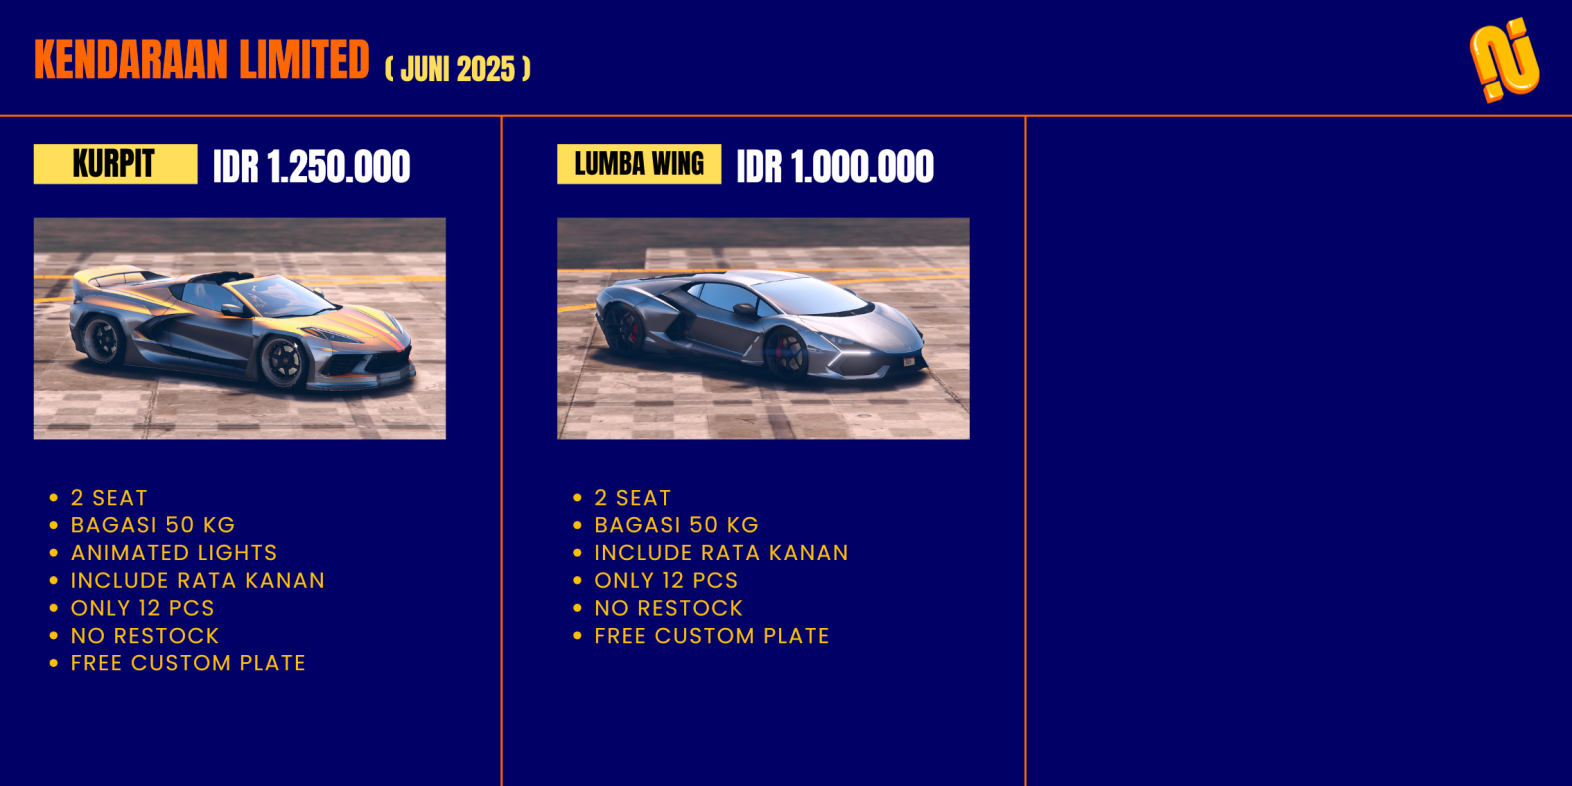 KENDARAAN LIMITED ( JUNI 2025 )
KURPIT IDR 1.250.000
2 SEAT
BAGASI 50 KG
ANIMATED LIGHTS
INCLUDE RATA KANAN
ONLY 12 PCS
NO RESTOCK
FREE CUSTOM PLATE
LUMBA WING IDR 1.000.000
2 SEAT
BAGASI 50 KG
INCLUDE RATA KANAN
ONLY 12 PCS
NO RESTOCK
FREE CUSTOM PLATE